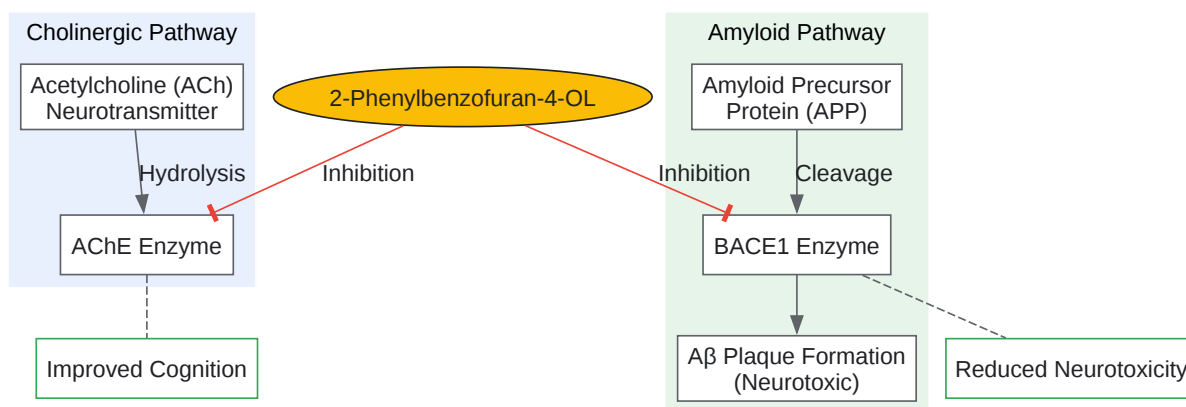 Cholinergic Pathway
Amyloid Pathway
Acetylcholine (ACh)
Neurotransmitter
2-Phenylbenzofuran-4-OL
Amyloid Precursor
Protein (APP)
Hydrolysis
Inhibition
Inhibition
Cleavage
AChE Enzyme
BACE1 Enzyme
Improved Cognition
Aβ Plaque Formation
(Neurotoxic)
Reduced Neurotoxicity